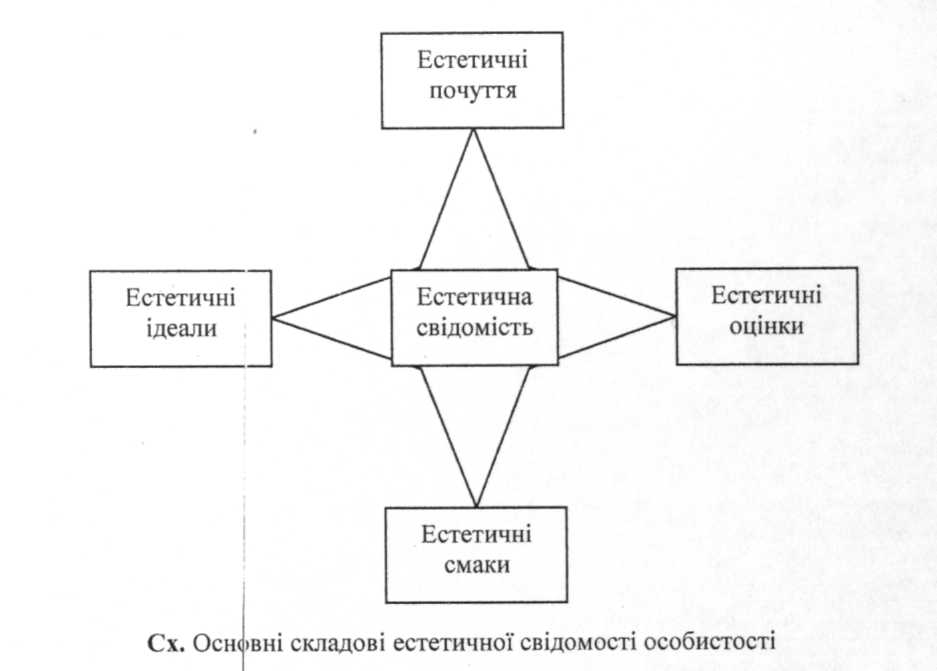 Естетичні
почуття
Естетичні
ідеали
Естетична
свідомість
Естетичні
оцінки
Естетичні
смаки
Сх. Основні складові естетичної свідомості особистості